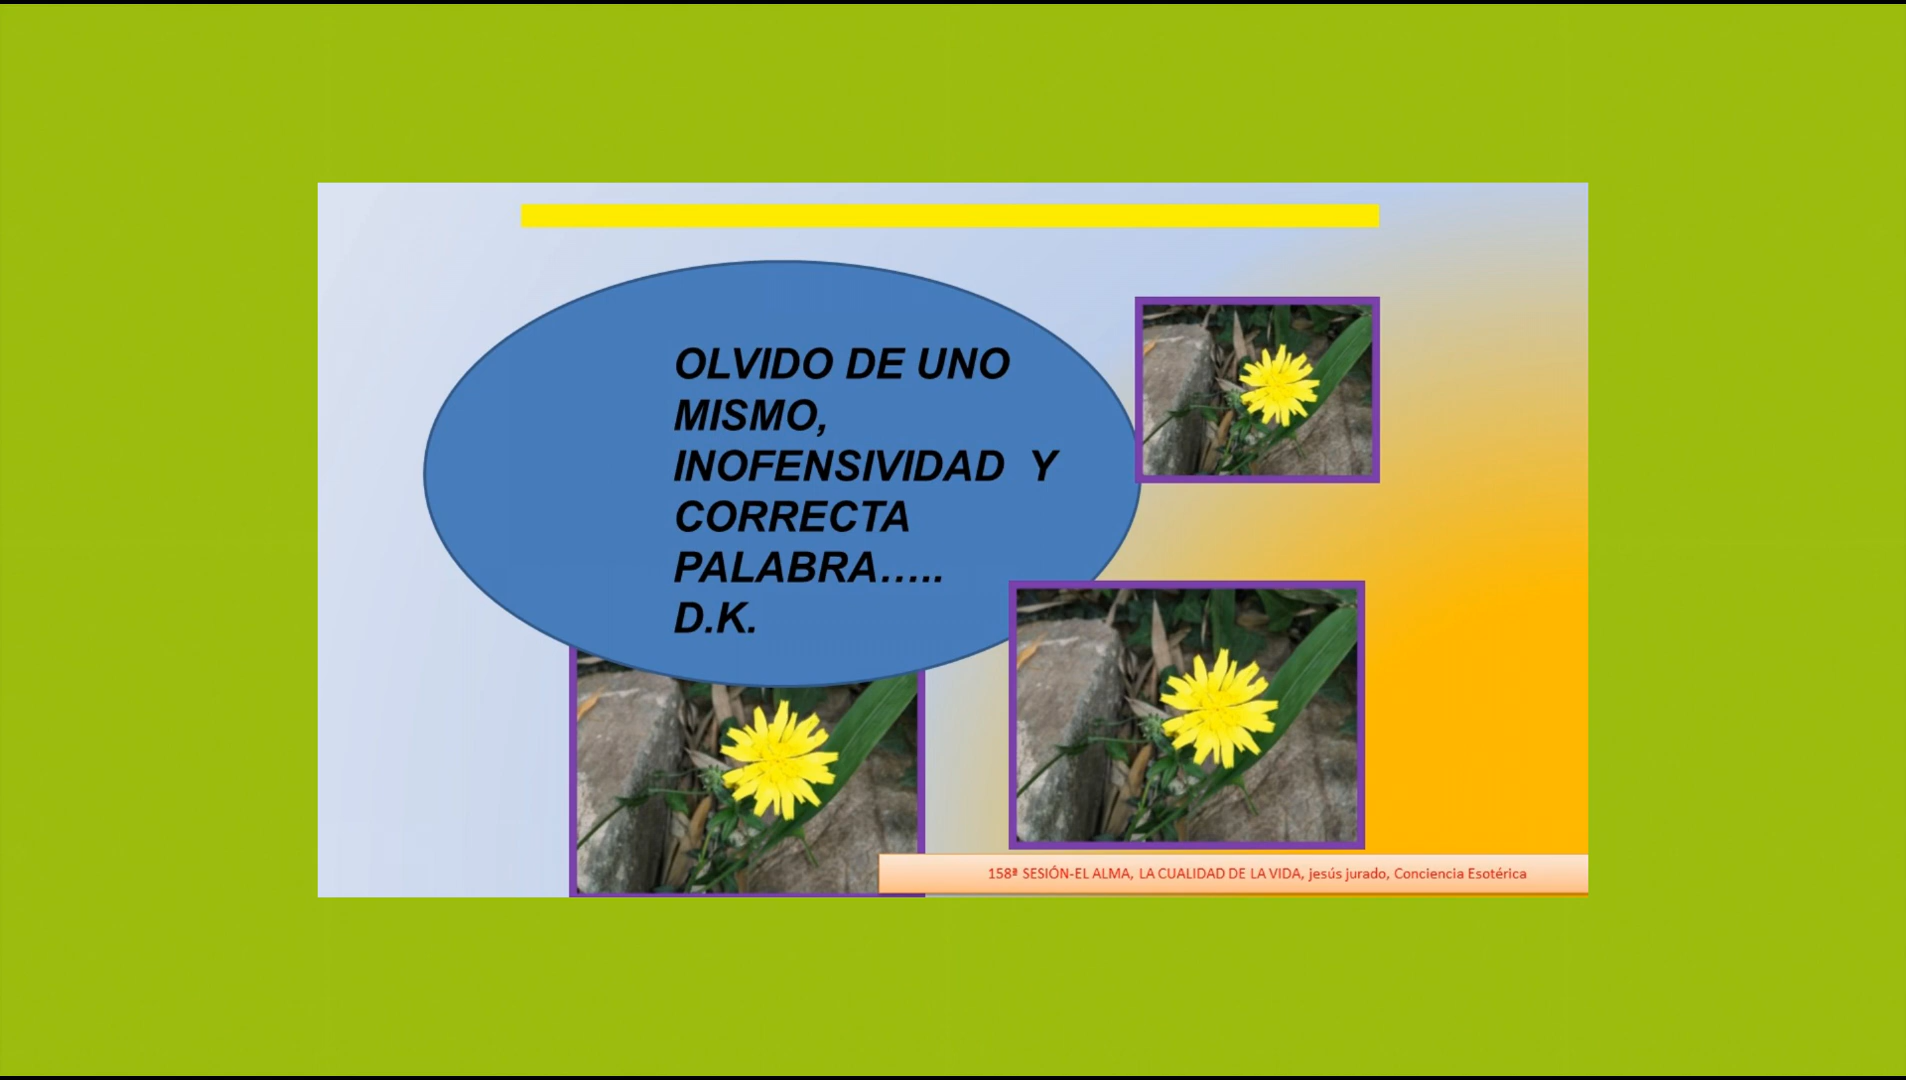 OLVIDO DE UNO
MISMO,
INOFENSIVIDAD Y
CORRECTA
PALABRA…..
D.K.
158ª SESIÓN-EL ALMA, LA CUALIDAD DE LA VIDA, jesús jurado, Conciencia Esotérica